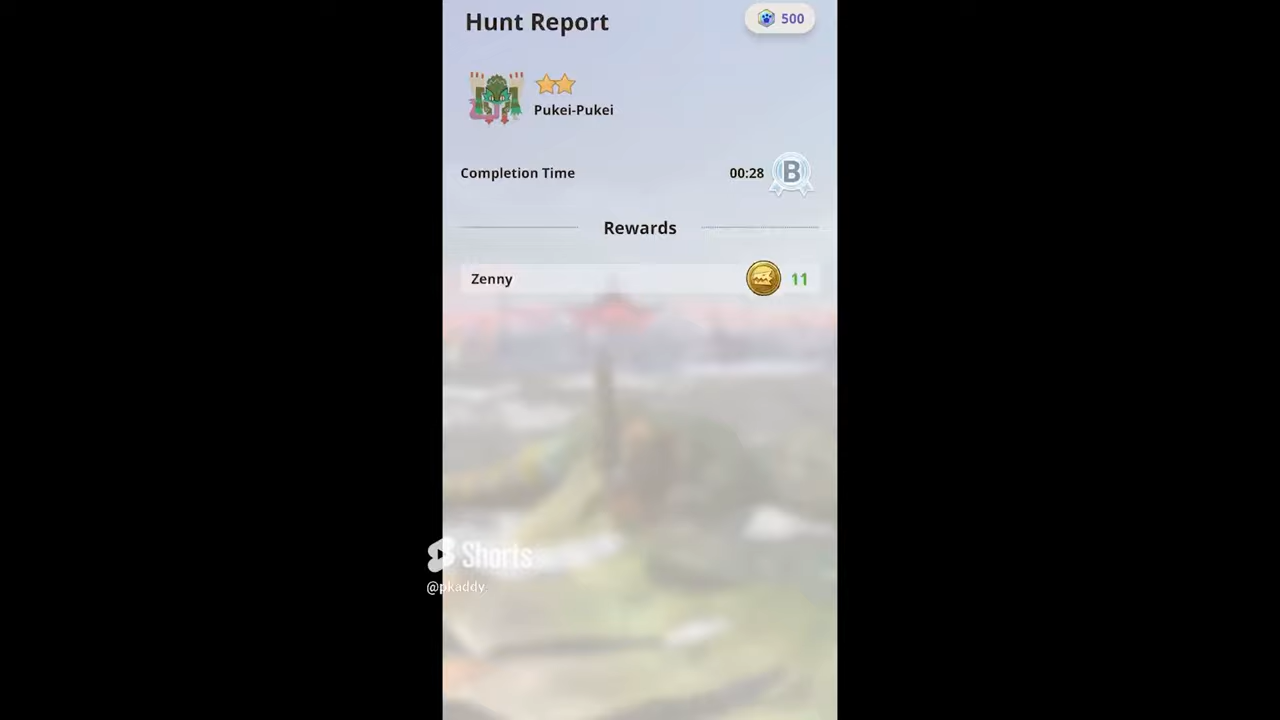 Hunt Report
500
Pukei-Pukei
Completion Time
00:28
B
Rewards
Zenny
11
Shorts
@pkaddy